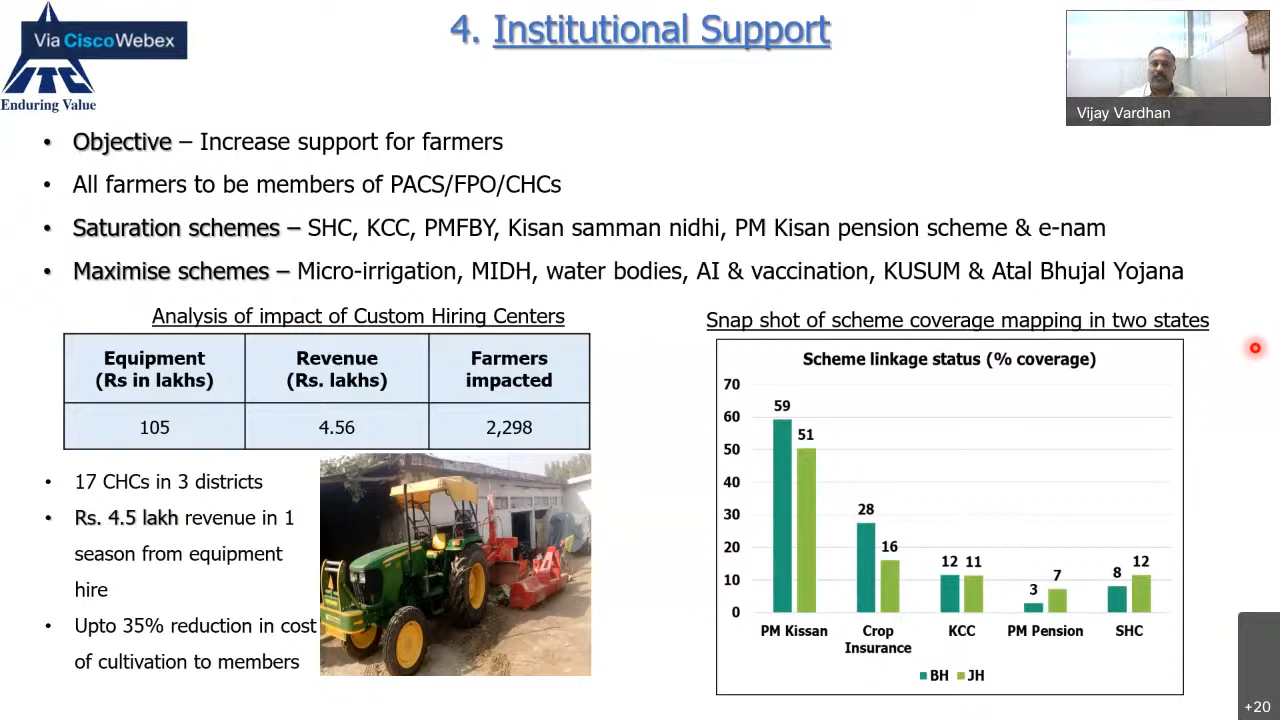 Via Cisco Webex
ITC
Enduring Value
4. Institutional Support
Vijay Vardhan
• Objective – Increase support for farmers
• All farmers to be members of PACS/FPO/CHCs
• Saturation schemes – SHC, KCC, PMFBY, Kisan samman nidhi, PM Kisan pension scheme & e-nam
• Maximise schemes – Micro-irrigation, MIDH, water bodies, AI & vaccination, KUSUM & Atal Bhujal Yojana
Analysis of impact of Custom Hiring Centers
Equipment (Rs in lakhs) Revenue (Rs. lakhs) Farmers impacted
105 4.56 2,298
• 17 CHCs in 3 districts
• Rs. 4.5 lakh revenue in 1
season from equipment
hire
• Upto 35% reduction in cost
of cultivation to members
Snap shot of scheme coverage mapping in two states
Scheme linkage status (% coverage)
70
60
50
40
30
20
10
0
59 51 28 16 12 11 3 7 8 12
PM Kissan Crop Insurance KCC PM Pension SHC
BH JH
+20